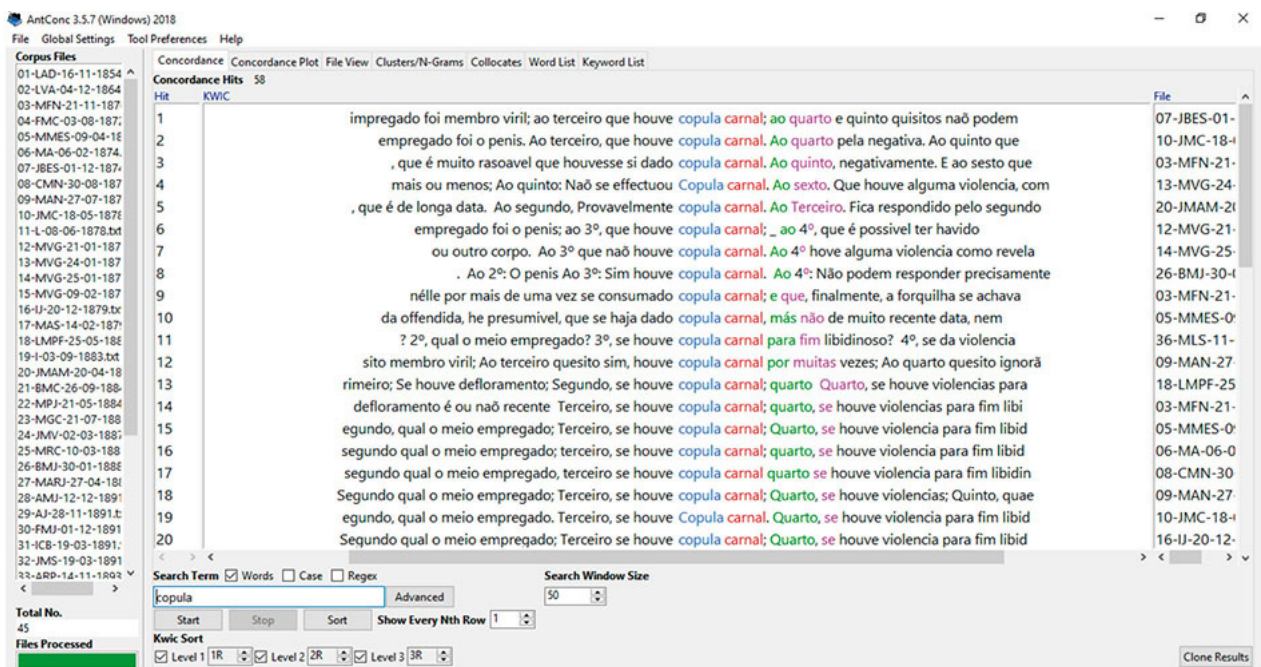 AntConc 3.5.7 (Windows) 2018
File Global Settings Tool Preferences Help
Corpus Files
01-LAD-16-11-1854
02-LVA-04-12-1864
03-MFN-21-11-187
04-FMC-03-08-187
05-MMES-09-04-18
06-MA-06-02-1874.
07-JBES-01-12-187
08-CMN-30-08-187
09-MAN-27-07-187
10-JMC-18-05-1878
11-L-08-06-1878.txt
12-MVG-21-01-187
13-MVG-24-01-187
14-MVG-25-01-187
15-MVG-09-02-187
16-IJ-20-12-1879.tx
17-MAS-14-02-187
18-LMPF-25-05-188
19-I-03-09-1883.txt
20-JMAM-20-04-18
21-BMC-26-09-188
22-MPJ-21-05-1884
23-MGC-21-07-188
24-JMV-02-03-188
25-MRC-10-03-188
26-BMJ-30-01-1888
27-MARJ-27-04-18
28-AMJ-12-12-1891
29-AJ-28-11-1891.t
30-FMJ-01-12-1891
31-ICB-19-03-1891.
32-JMS-19-03-1891
33-ARP-14-11-1893
Total No.
45
Files Processed
Concordance Concordance Plot File View Clusters/N-Grams Collocates Word List Keyword List
Concordance Hits 58
Hit KWIC File
1 impregado foi membro viril; ao terceiro que houve copula carnal; ao quarto e quinto quisitos naõ podem 07-JBES-01-
2 empregado foi o penis. Ao terceiro, que houve copula carnal. Ao quarto pela negativa. Ao quinto que 10-JMC-18-
3 , que é muito rasoavel que houvesse si dado copula carnal. Ao quinto, negativamente. E ao sesto que 03-MFN-21-
4 mais ou menos; Ao quinto: Naõ se effectuou Copula carnal. Ao sexto. Que houve alguma violencia, com 13-MVG-24-
5 , que é de longa data. Ao segundo, Provavelmente copula carnal. Ao Terceiro. Fica respondido pelo segundo 20-JMAM-20
6 empregado foi o penis; ao 3º, que houve copula carnal; _ ao 4º, que é possivel ter havido 12-MVG-21-
7 ou outro corpo. Ao 3º que naõ houve copula carnal. Ao 4º hove alguma violencia como revela 14-MVG-25-
8 . Ao 2º: O penis Ao 3º: Sim houve copula carnal. Ao 4º: Não podem responder precisamente 26-BMJ-30-
9 nélle por mais de uma vez se consumado copula carnal; e que, finalmente, a forquilha se achava 03-MFN-21-
10 da offendida, he presumivel, que se haja dado copula carnal, más não de muito recente data, nem 05-MMES-0
11 ? 2º, qual o meio empregado? 3º, se houve copula carnal para fim libidinoso? 4º, se da violencia 36-MLS-11-
12 sito membro viril; Ao terceiro quesito sim, houve copula carnal por muitas vezes; Ao quarto quesito ignorã 09-MAN-27
13 rimeiro; Se houve defloramento; Segundo, se houve copula carnal; quarto Quarto, se houve violencias para 18-LMPF-25
14 defloramento é ou naõ recente Terceiro, se houve copula carnal; quarto, se houve violencias para fim libi 03-MFN-21-
15 egundo, qual o meio empregado; Terceiro, se houve copula carnal; Quarto, se houve violencia para fim libid 05-MMES-0
16 segundo qual o meio empregado; terceiro, se houve copula carnal; Quarto, se houve violencia para fim libid 06-MA-06-0
17 segundo qual o meio empregado, terceiro se houve copula carnal quarto se houve violencia para fim libidin 08-CMN-30
18 Segundo qual o meio empregado; Terceiro, se houve copula carnal; Quarto, se houve violencias; Quinto, quae 09-MAN-27
19 egundo, qual o meio empregado. Terceiro, se houve Copula carnal. Quarto, se houve violencia para fim libid 10-JMC-18-
20 Segundo qual o meio empregado; Terceiro se houve copula carnal; Quarto, se houve violencia para fim libid 16-IJ-20-12-
Search Term Words Case Regex Search Window Size
copula Advanced 50
Start Stop Sort Show Every Nth Row 1
Kwic Sort
Level 1 1R Level 2 2R Level 3 3R Clone Results